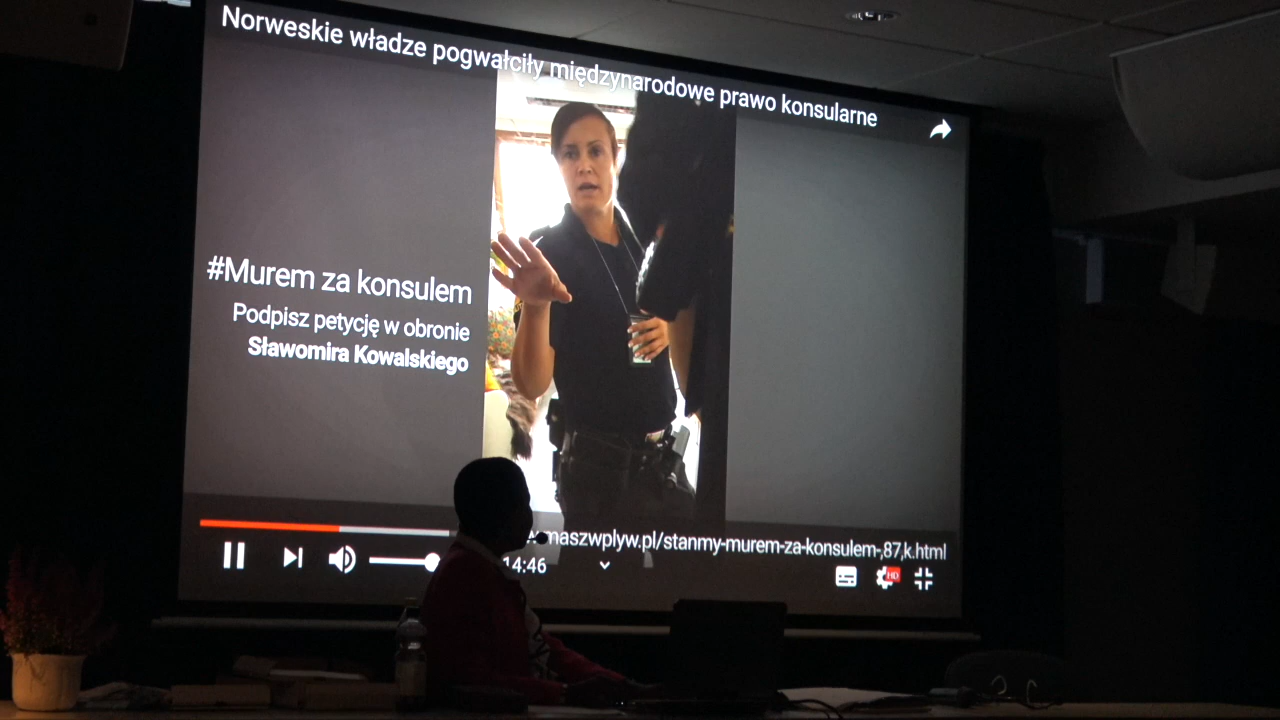 Norweskie władze pogwałciły międzynarodowe prawo konsularne
#Murem za konsulem
Podpisz petycję w obronie
Sławomira Kowalskiego
maszwplyw.pl/stanmy-murem-za-konsulem-,87,k.html
14:46
HD